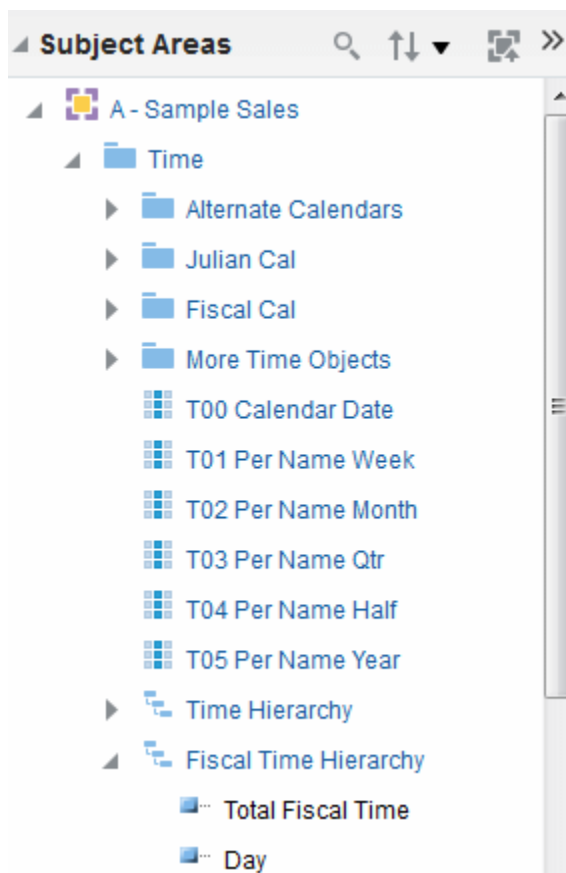 Subject Areas
A - Sample Sales
Time
Alternate Calendars
Julian Cal
Fiscal Cal
More Time Objects
T00 Calendar Date
T01 Per Name Week
T02 Per Name Month
T03 Per Name Qtr
T04 Per Name Half
T05 Per Name Year
Time Hierarchy
Fiscal Time Hierarchy
Total Fiscal Time
Day